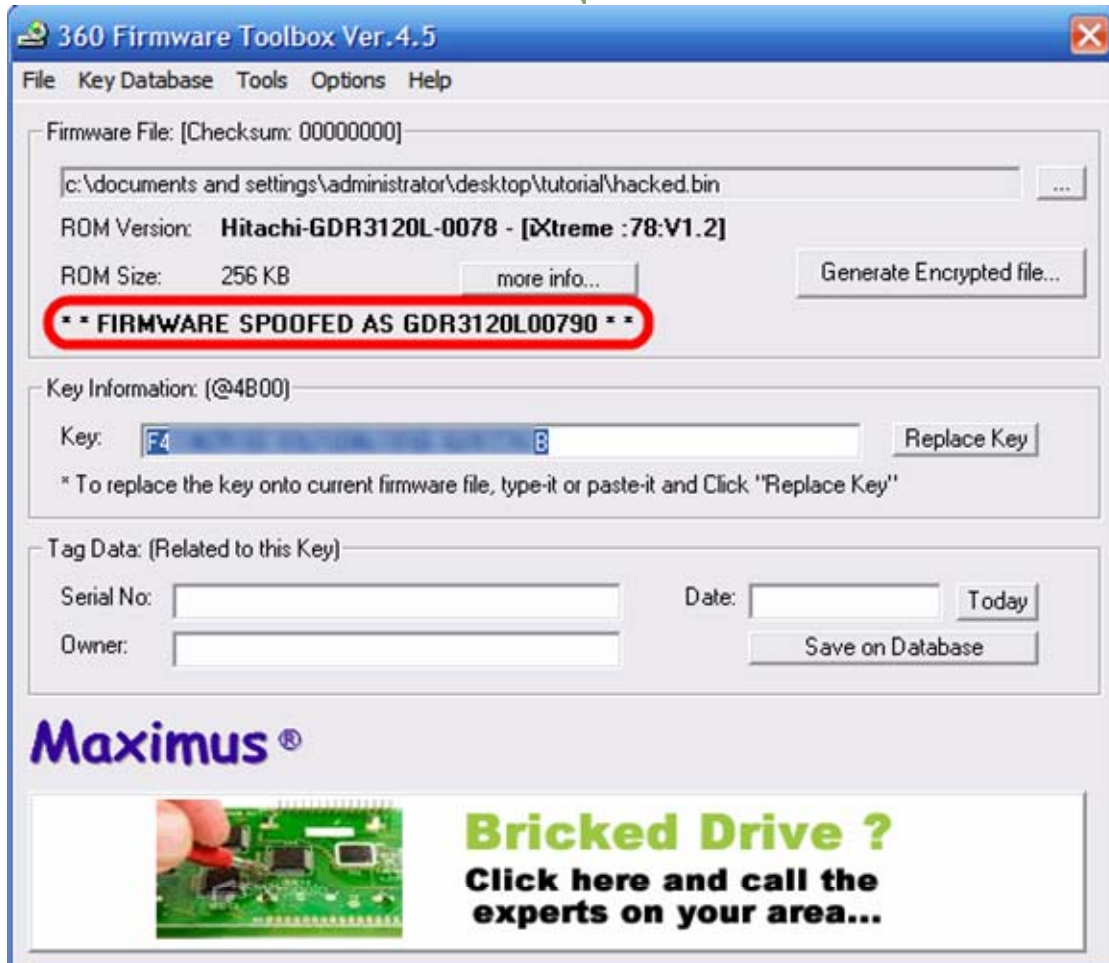 360 Firmware Toolbox Ver.4.5
File Key Database Tools Options Help
Firmware File: [Checksum: 00000000]
c:\documents and settings\administrator\desktop\tutorial\hacked.bin ...
ROM Version: Hitachi-GDR3120L-0078 - [iXtreme :78:V1.2]
ROM Size: 256 KB more info... Generate Encrypted file...
* * FIRMWARE SPOOFED AS GDR3120L00790 * *
Key Information: (@4B00)
Key: F4 B Replace Key
* To replace the key onto current firmware file, type-it or paste-it and Click "Replace Key"
Tag Data: (Related to this Key)
Serial No: Date: Today
Owner: Save on Database
Maximus ®
Bricked Drive ?
Click here and call the
experts on your area...